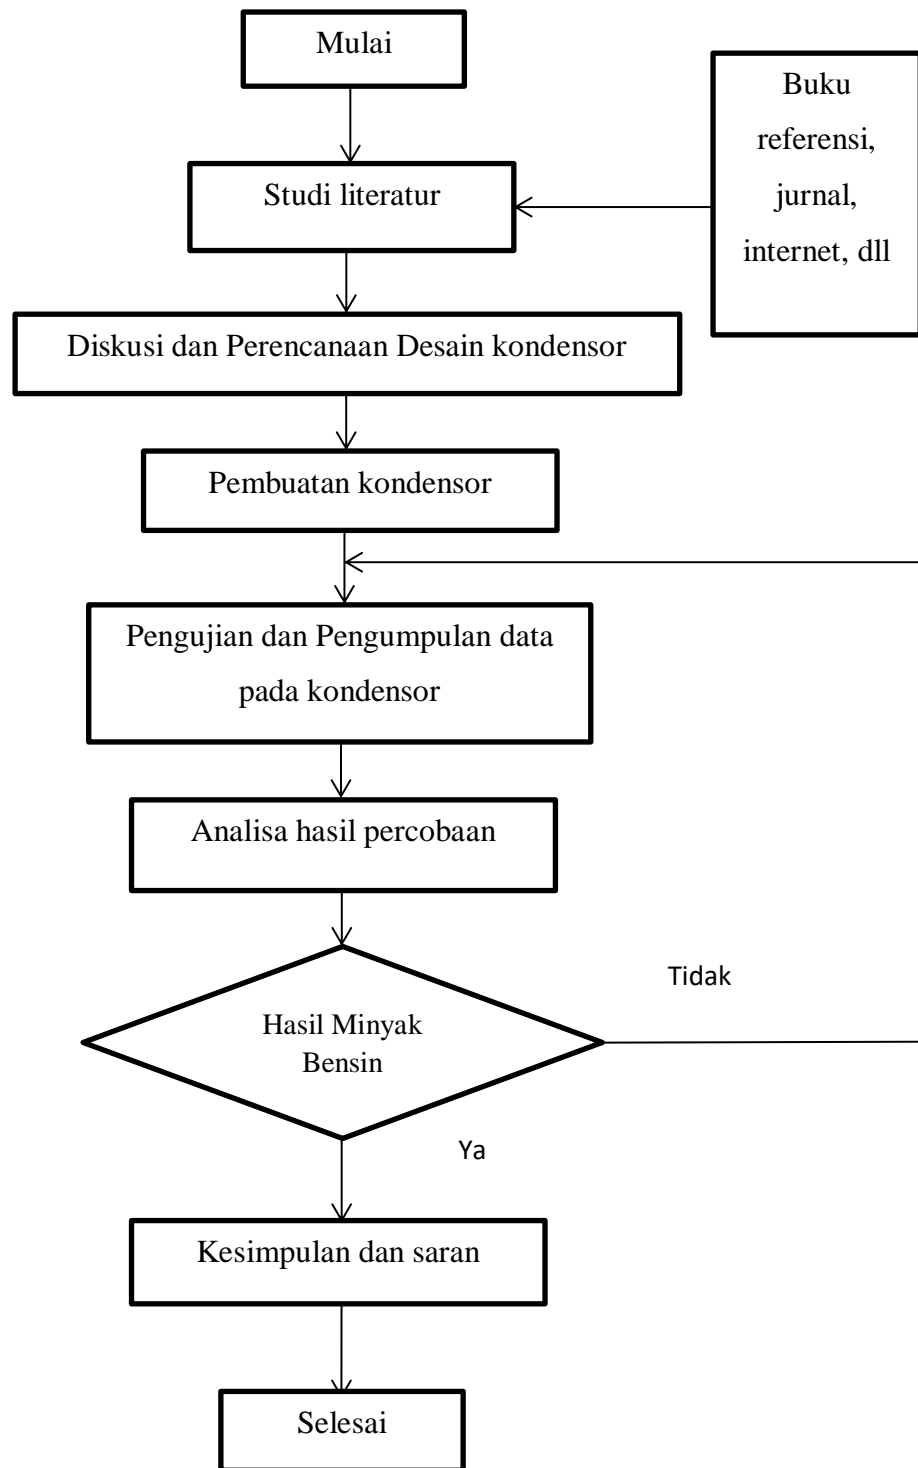 Mulai
Buku
referensi,
jurnal,
internet, dll
Studi literatur
Diskusi dan Perencanaan Desain kondensor
Pembuatan kondensor
Pengujian dan Pengumpulan data
pada kondensor
Analisa hasil percobaan
Tidak
Hasil Minyak
Bensin
Ya
Kesimpulan dan saran
Selesai